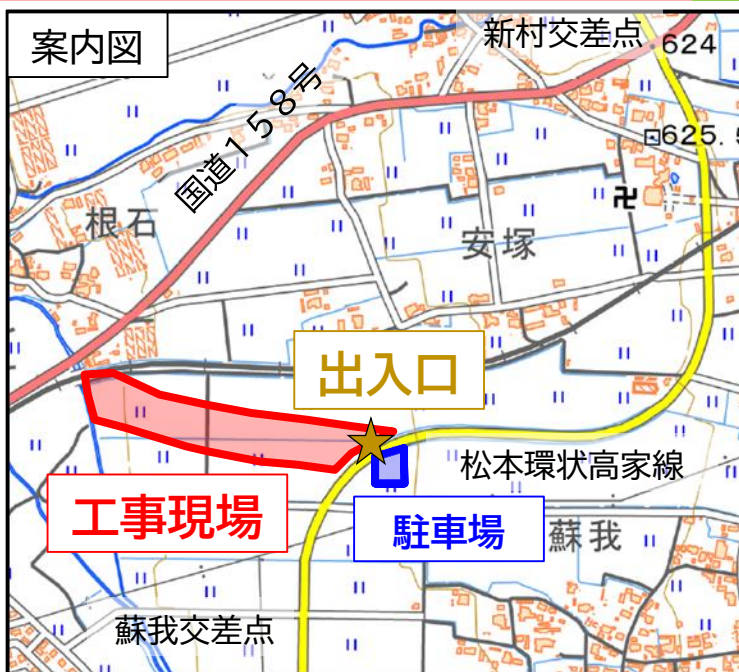 案内図
新村交差点
624
625.5
国道158号
根石
安塚
卍
出入口
松本環状高家線
工事現場
駐車場
蘇我
蘇我交差点